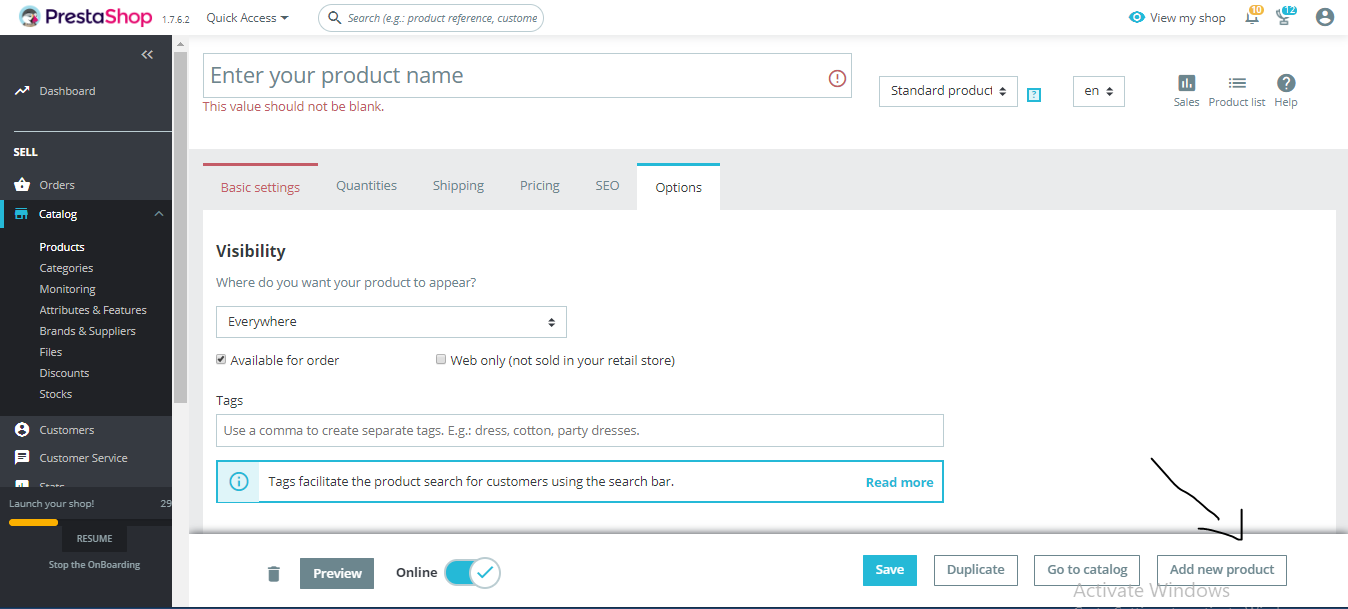 PrestaShop 1.7.6.2 Quick Access Search (e.g.: product reference, custome View my shop 10 12
Dashboard
SELL
Orders
Catalog
Products
Categories
Monitoring
Attributes & Features
Brands & Suppliers
Files
Discounts
Stocks
Customers
Customer Service
Stats
Launch your shop! 29
RESUME
Stop the OnBoarding
Enter your product name
This value should not be blank.
Standard product ? en
Sales Product list Help
Basic settings Quantities Shipping Pricing SEO Options
Visibility
Where do you want your product to appear?
Everywhere
Available for order Web only (not sold in your retail store)
Tags
Use a comma to create separate tags. E.g.: dress, cotton, party dresses.
Tags facilitate the product search for customers using the search bar. Read more
Preview Online Save Duplicate Go to catalog Add new product
Activate Windows